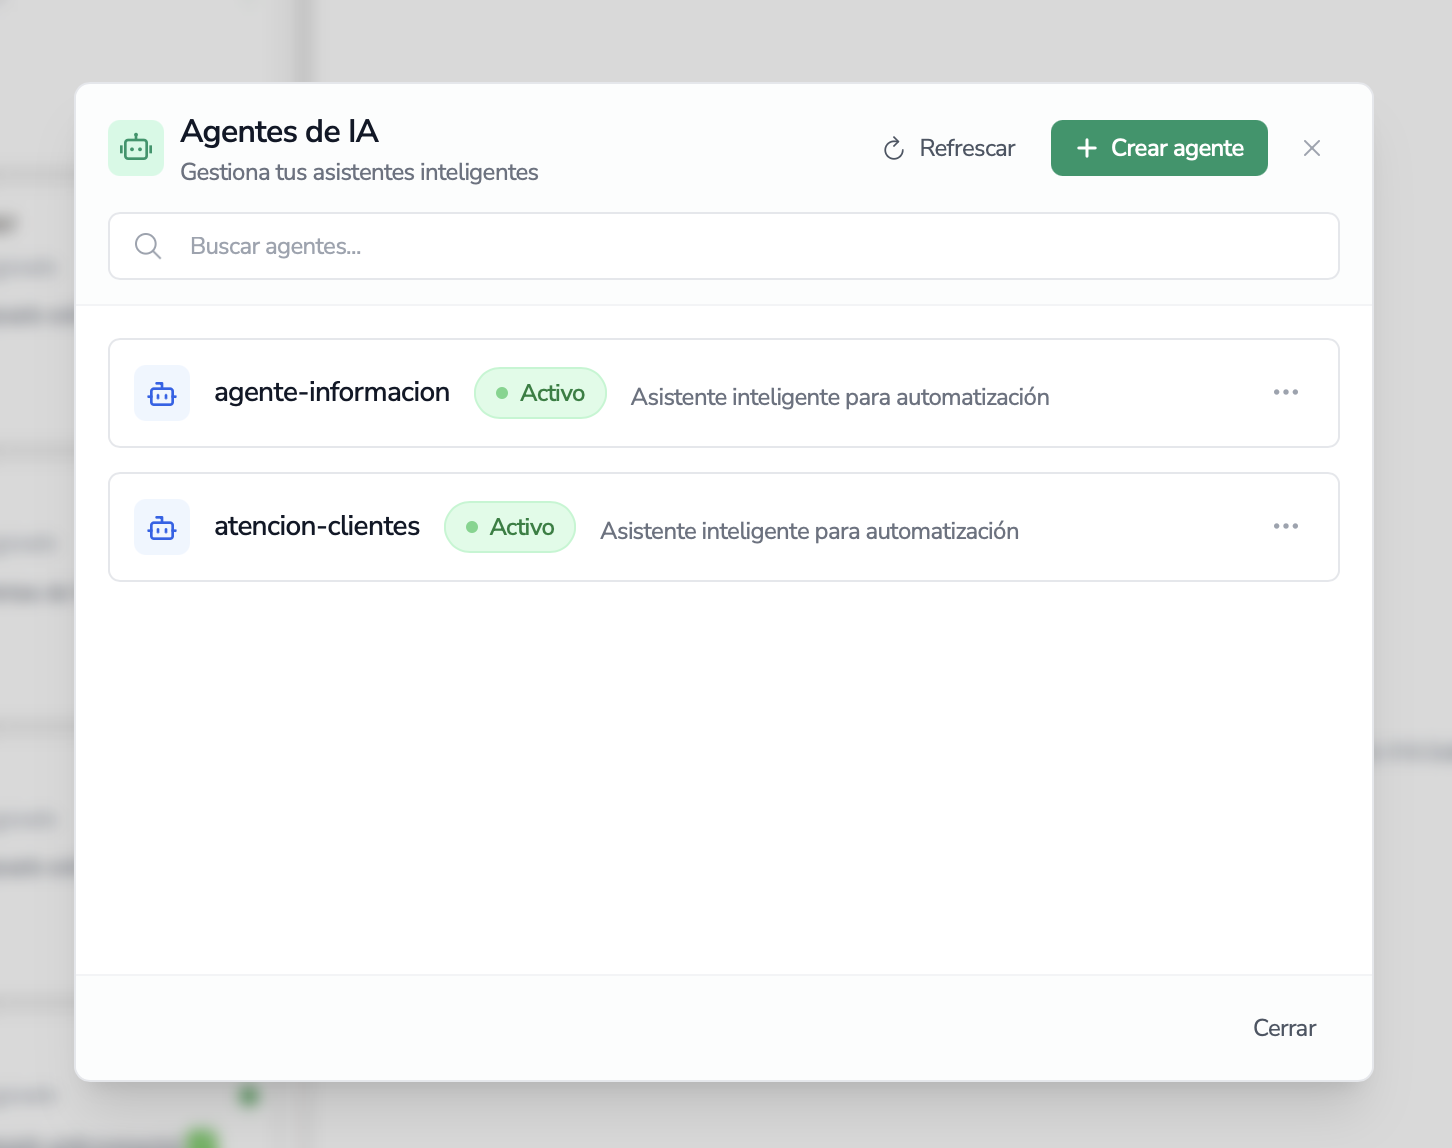 Agentes de IA
Gestiona tus asistentes inteligentes
Refrescar
Crear agente
Buscar agentes...
agente-informacion
Activo
Asistente inteligente para automatización
atencion-clientes
Activo
Asistente inteligente para automatización
Cerrar